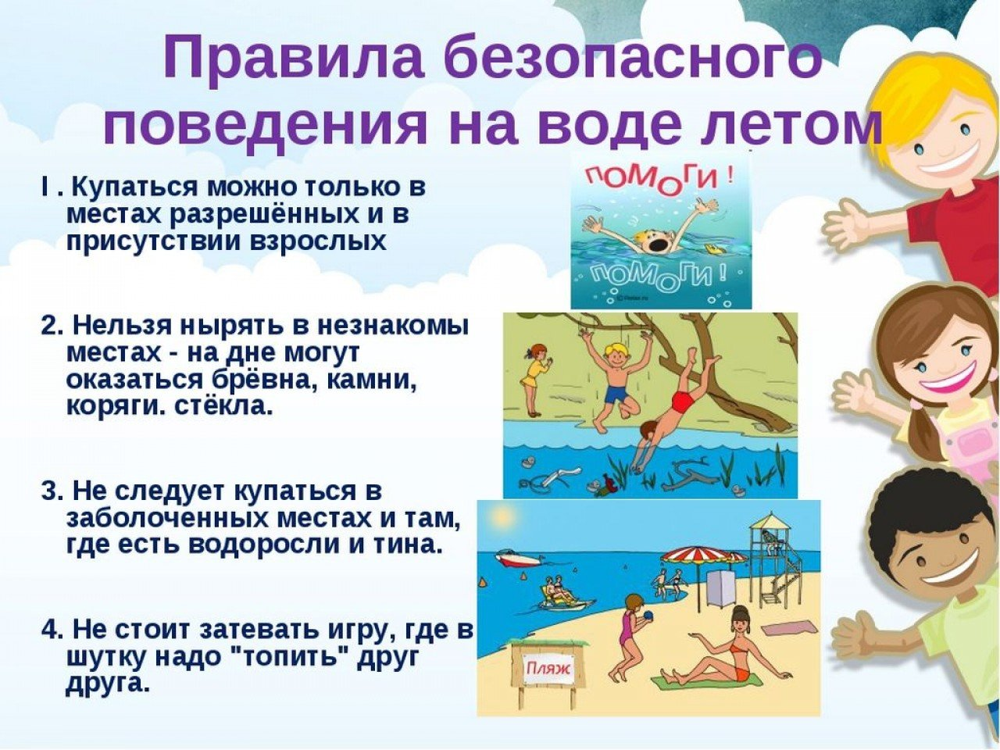 Правила безопасного
поведения на воде летом
I . Купаться можно только в
местах разрешённых и в
присутствии взрослых
2. Нельзя нырять в незнакомы
местах - на дне могут
оказаться брёвна, камни,
коряги. стёкла.
3. Не следует купаться в
заболоченных местах и там,
где есть водоросли и тина.
4. Не стоит затевать игру, где в
шутку надо "топить" друг
друга.
ПОМОГИ !
ПОМОГИ !
Пляж